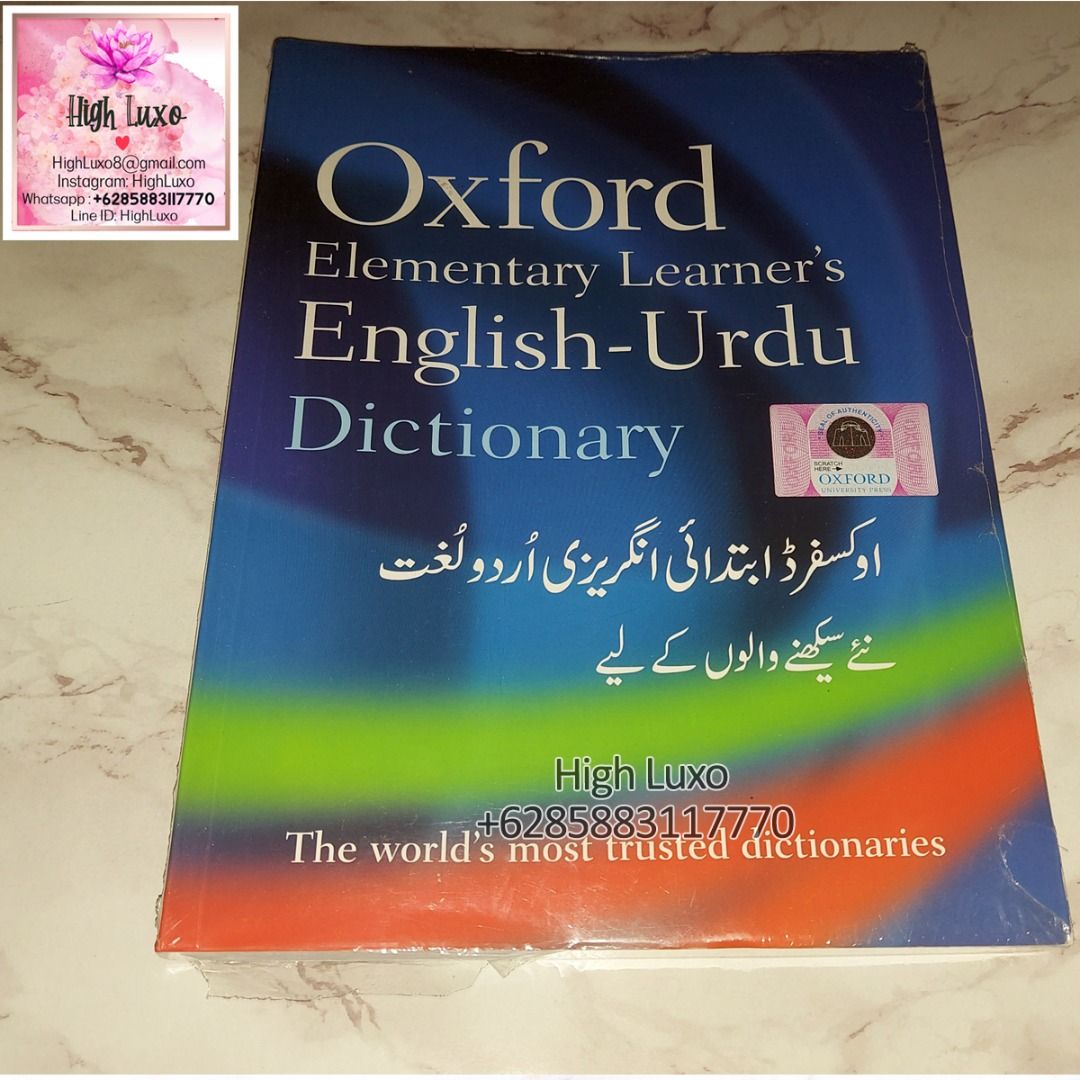 High Luxo
HighLuxo8@gmail.com
Instagram: HighLuxo
Whatsapp : +6285883117770
Line ID: HighLuxo
Oxford
Elementary Learner's
English-Urdu
Dictionary
SEAL OF AUTHENTICITY
SCRATCH
HERE
OXFORD
UNIVERSITY PRESS
OXFORD
OXFORD
اوکسفرڈ ابتدائی انگریزی اُردو لُغت
نئے سیکھنے والوں کے لیے
High Luxo
+6285883117770
The world's most trusted dictionaries